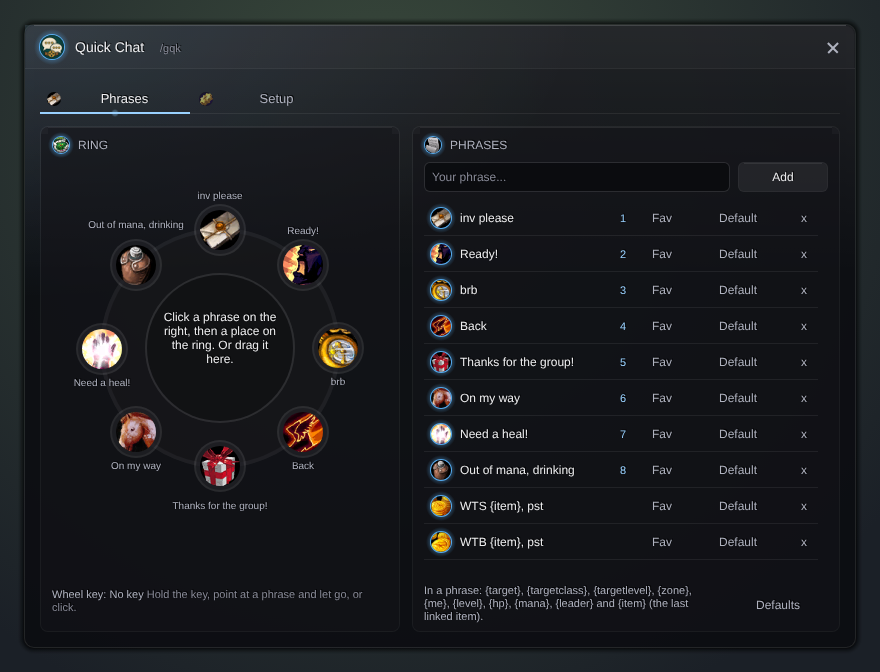 Quick Chat /gqk
Phrases
Setup
RING
inv please
Out of mana, drinking
Ready!
Click a phrase on the
right, then a place on
the ring. Or drag it
here.
Need a heal!
brb
On my way
Back
Thanks for the group!
Wheel key: No key Hold the key, point at a phrase and let go, or
click.
PHRASES
Your phrase...
Add
inv please 1 Fav Default x
Ready! 2 Fav Default x
brb 3 Fav Default x
Back 4 Fav Default x
Thanks for the group! 5 Fav Default x
On my way 6 Fav Default x
Need a heal! 7 Fav Default x
Out of mana, drinking 8 Fav Default x
WTS {item}, pst Fav Default x
WTB {item}, pst Fav Default x
In a phrase: {target}, {targetclass}, {targetlevel}, {zone},
{me}, {level}, {hp}, {mana}, {leader} and {item} (the last
linked item).
Defaults